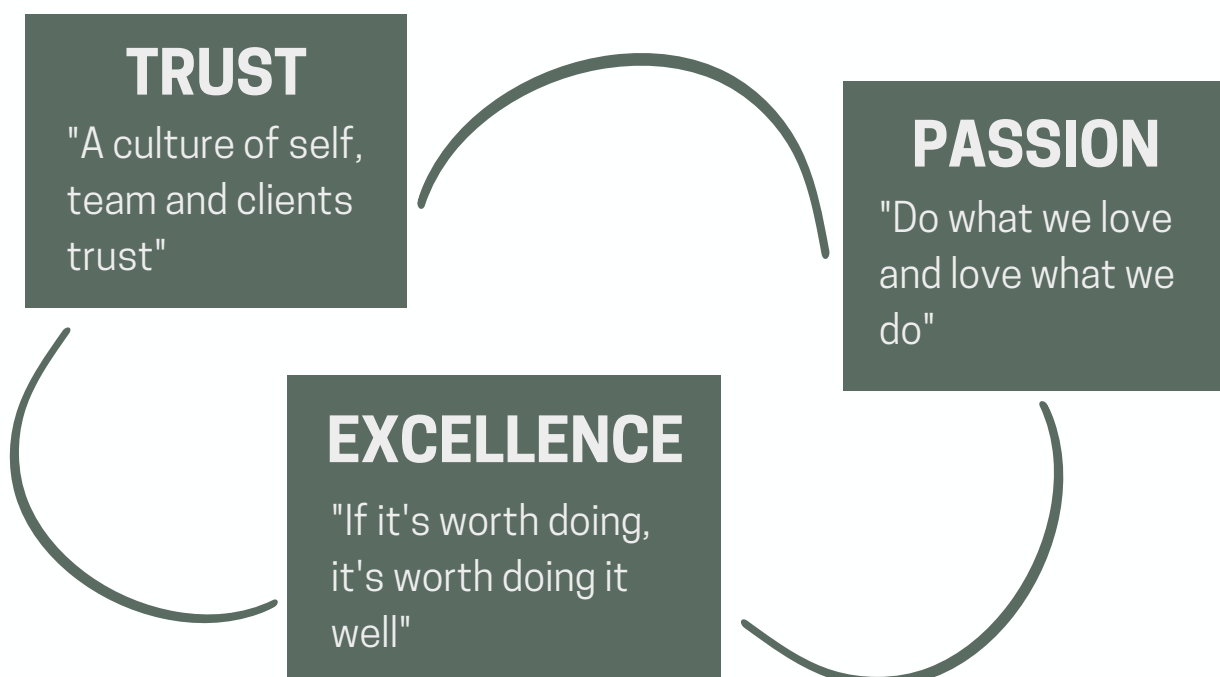 TRUST
"A culture of self,
team and clients
trust"
PASSION
"Do what we love
and love what we
do"
EXCELLENCE
"If it's worth doing,
it's worth doing it
well"